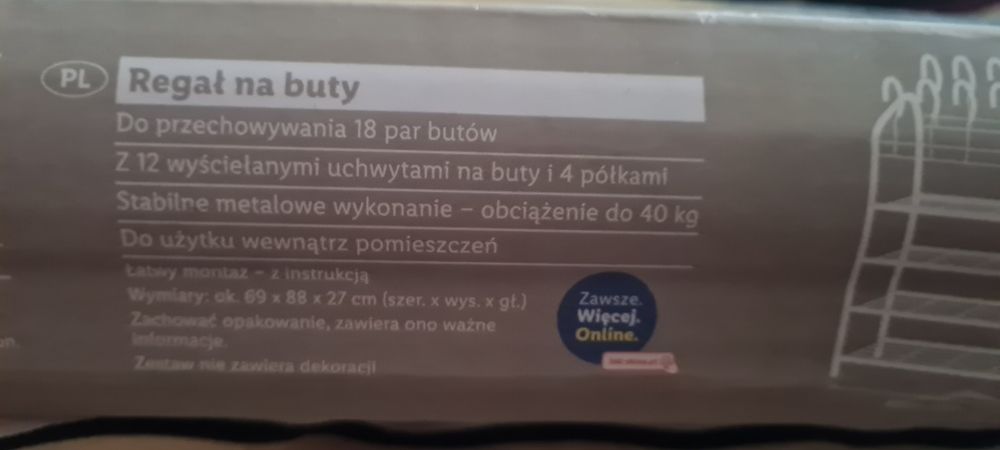 PL
Regał na buty
Do przechowywania 18 par butów
Z 12 wyściełanymi uchwytami na buty i 4 półkami
Stabilne metalowe wykonanie – obciążenie do 40 kg
Do użytku wewnątrz pomieszczeń
Łatwy montaż – z instrukcją
Wymiary: ok. 69 x 88 x 27 cm (szer. x wys. x gł.)
Zachować opakowanie, zawiera ono ważne
informacje.
Zestaw nie zawiera dekoracji
Zawsze.
Więcej.
Online.
on.